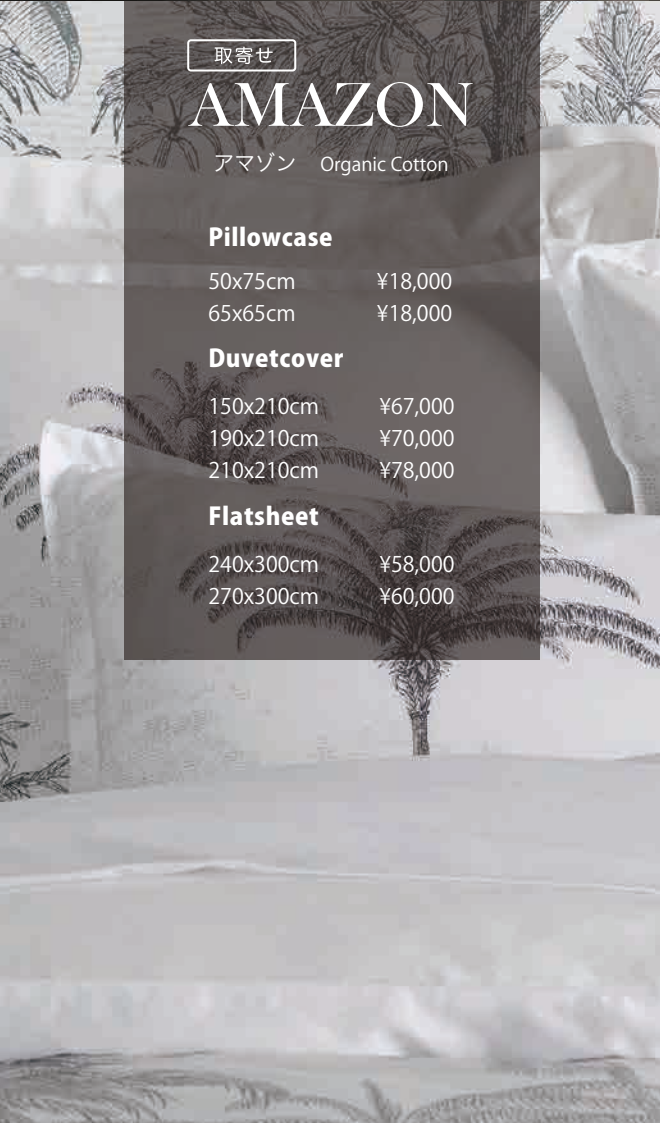 取寄せ
AMAZON
アマゾン Organic Cotton
Pillowcase
50x75cm ¥18,000
65x65cm ¥18,000
Duvetcover
150x210cm ¥67,000
190x210cm ¥70,000
210x210cm ¥78,000
Flatsheet
240x300cm ¥58,000
270x300cm ¥60,000